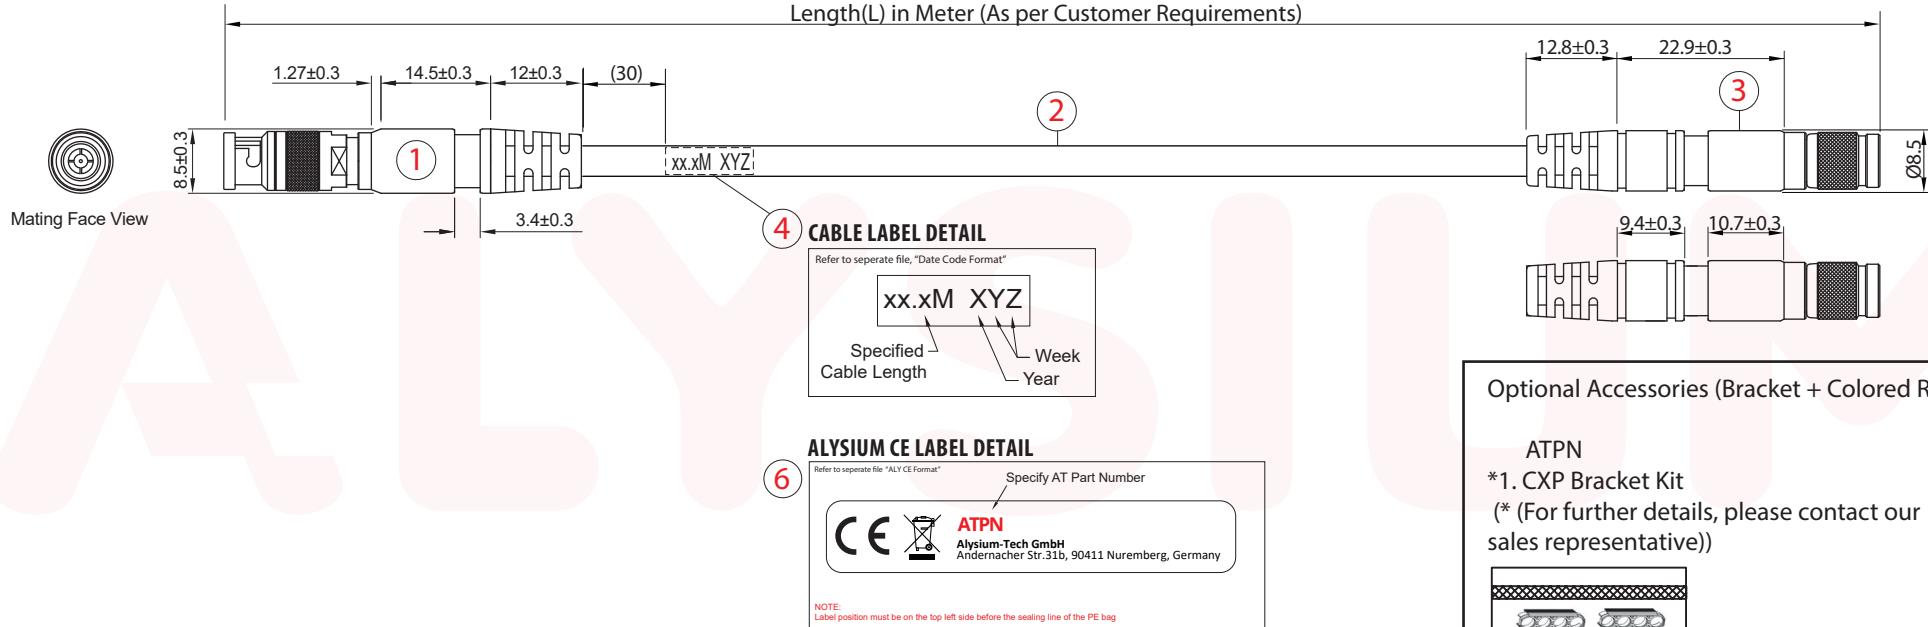 Length(L) in Meter (As per Customer Requirements)
12.8±0.3
22.9±0.3
1.27±0.3
14.5±0.3
12±0.3
(30)
3
2
8.5±0.3
1
xx.xM XYZ
Ø8.5
Mating Face View
3.4±0.3
4
CABLE LABEL DETAIL
9.4±0.3
10.7±0.3
Refer to seperate file, “Date Code Format”
xx.xM XYZ
Specified
Cable Length
Week
Year
Optional Accessories (Bracket + Colored R
ATPN
*1. CXP Bracket Kit
(* (For further details, please contact our
sales representative))
ALYSIUM CE LABEL DETAIL
6
Refer to seperate file “ALY CE Format”
Specify AT Part Number
CE
ATPN
Alysium-Tech GmbH
Andernacher Str.31b, 90411 Nuremberg, Germany
NOTE:
Label position must be on the top left side before the sealing line of the PE bag
ALYSIUM